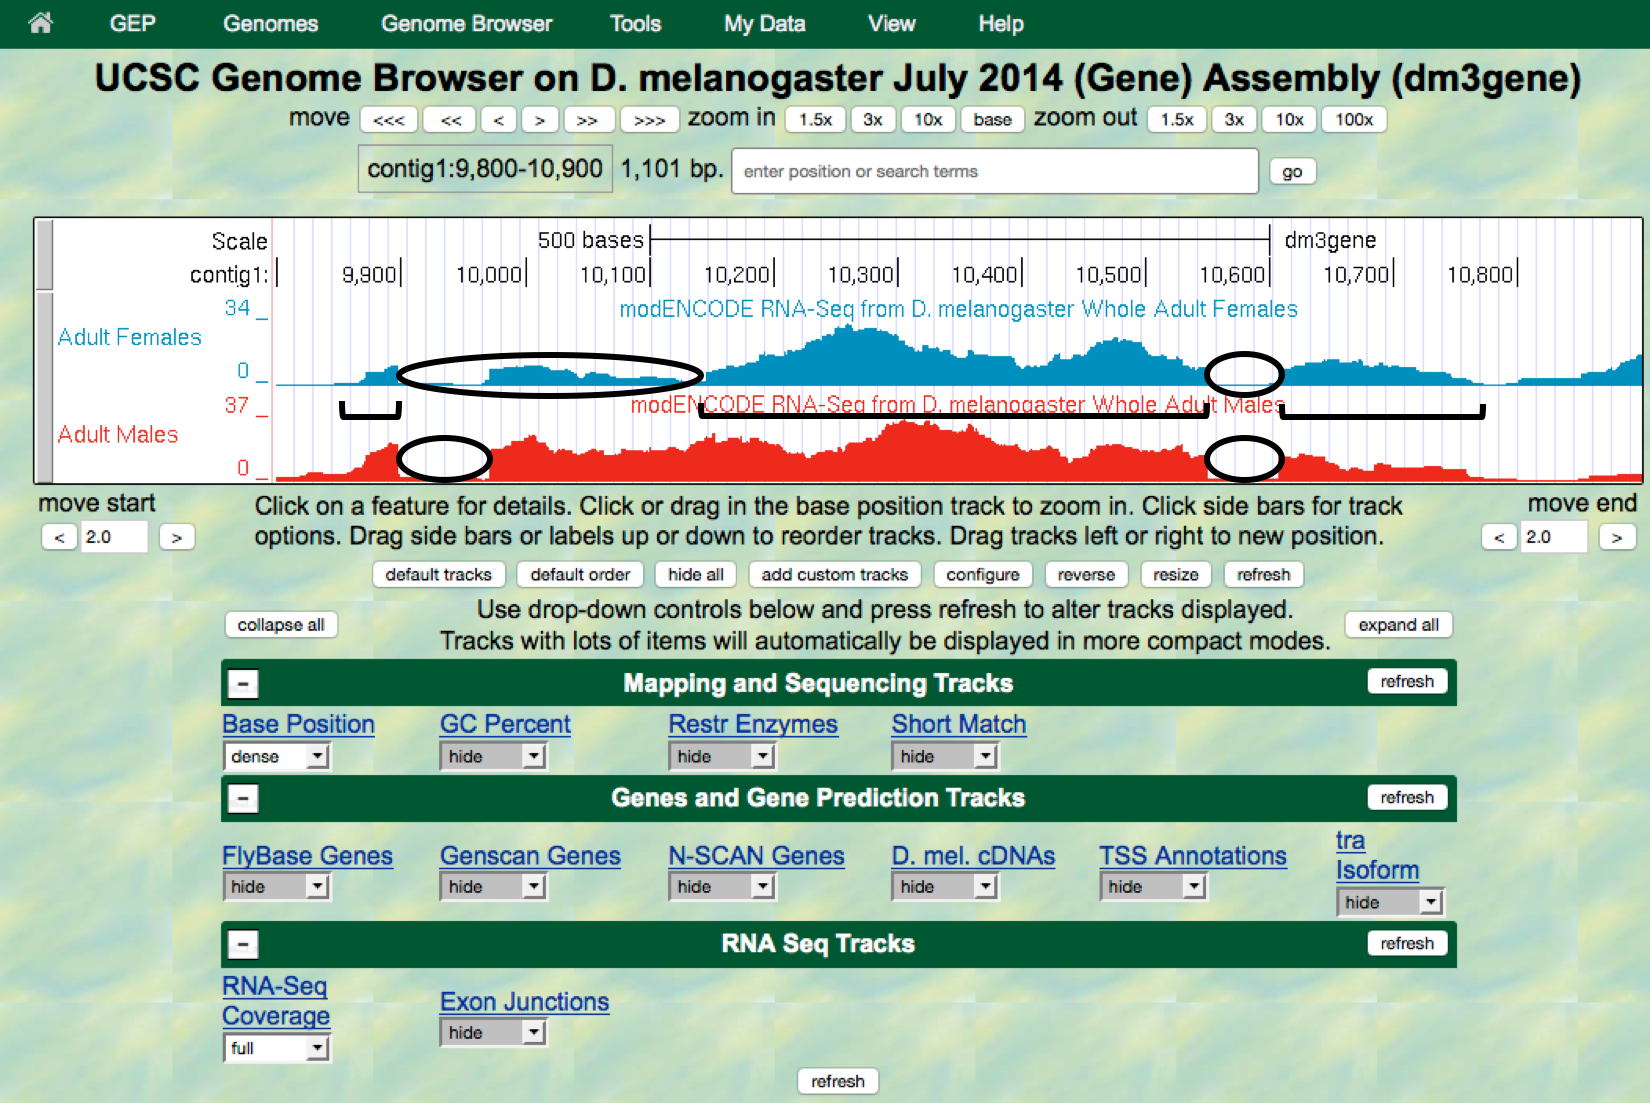 GEP Genomes Genome Browser Tools My Data View Help
UCSC Genome Browser on D. melanogaster July 2014 (Gene) Assembly (dm3gene)
move <<< << < > >> >>> zoom in 1.5x 3x 10x base zoom out 1.5x 3x 10x 100x
contig1:9,800-10,900 1,101 bp. enter position or search terms go
Scale 500 bases dm3gene
contig1: 9,900 10,000 10,100 10,200 10,300 10,400 10,500 10,600 10,700 10,800
34 _ modENCODE RNA-Seq from D. melanogaster Whole Adult Females
Adult Females
0 _
37 _ modENCODE RNA-Seq from D. melanogaster Whole Adult Males
Adult Males
0 _
move start Click on a feature for details. Click or drag in the base position track to zoom in. Click side bars for track move end
< 2.0 > options. Drag side bars or labels up or down to reorder tracks. Drag tracks left or right to new position. < 2.0 >
default tracks default order hide all add custom tracks configure reverse resize refresh
collapse all Use drop-down controls below and press refresh to alter tracks displayed. expand all
Tracks with lots of items will automatically be displayed in more compact modes.
- Mapping and Sequencing Tracks refresh
Base Position GC Percent Restr Enzymes Short Match
dense hide hide hide
- Genes and Gene Prediction Tracks refresh
FlyBase Genes Genscan Genes N-SCAN Genes D. mel. cDNAs TSS Annotations tra
Isoform
hide hide hide hide hide hide
- RNA Seq Tracks refresh
RNA-Seq
Coverage Exon Junctions
full hide
refresh